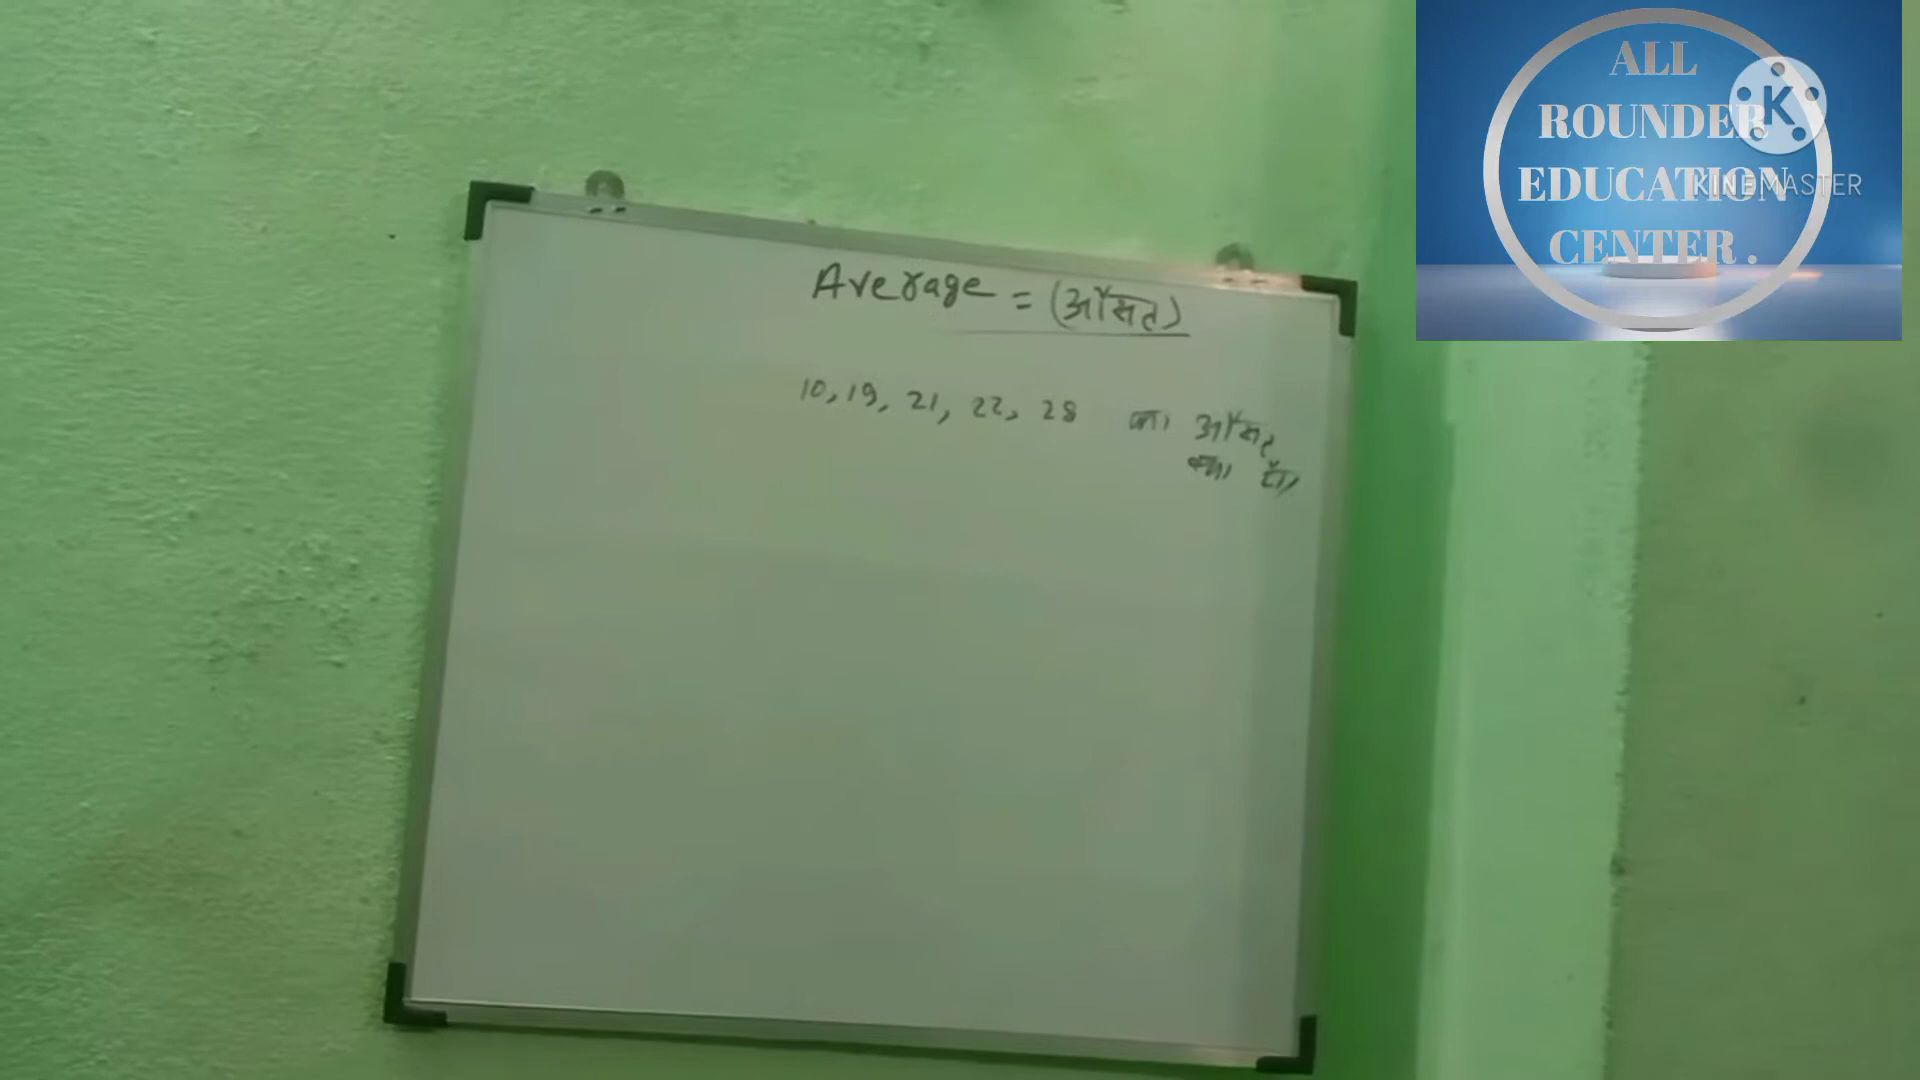 ALL
ROUNDER
EDUCATION
CENTER .
K
KINEMASTER
Average = (औसत)
10, 19, 21, 22, 28 का औसत
क्या है।